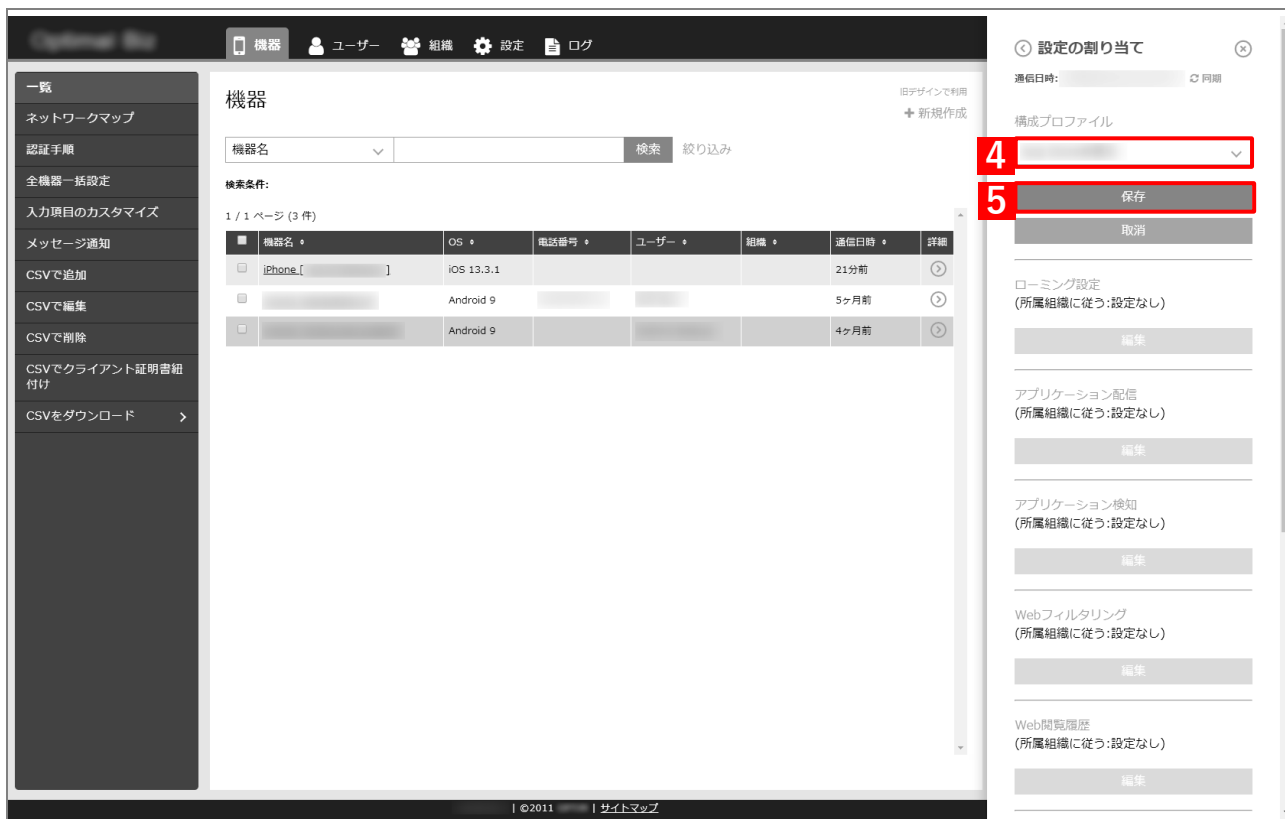 機器
ユーザー
組織
設定
ログ
一覧
ネットワークマップ
認証手順
全機器一括設定
入力項目のカスタマイズ
メッセージ通知
CSVで追加
CSVで編集
CSVで削除
CSVでクライアント証明書紐
付け
CSVをダウンロード
機器
旧デザインで利用
新規作成
機器名
検索
絞り込み
検索条件:
1 / 1 ページ (3 件)
機器名 OS 電話番号 ユーザー 組織 通信日時 詳細
iPhone [ ] iOS 13.3.1 21分前
Android 9 5ヶ月前
Android 9 4ヶ月前
| ©2011 | サイトマップ
設定の割り当て
通信日時: 同期
構成プロファイル
4
5
保存
取消
ローミング設定
(所属組織に従う:設定なし)
編集
アプリケーション配信
(所属組織に従う:設定なし)
編集
アプリケーション検知
(所属組織に従う:設定なし)
編集
Webフィルタリング
(所属組織に従う:設定なし)
編集
Web閲覧履歴
(所属組織に従う:設定なし)
編集